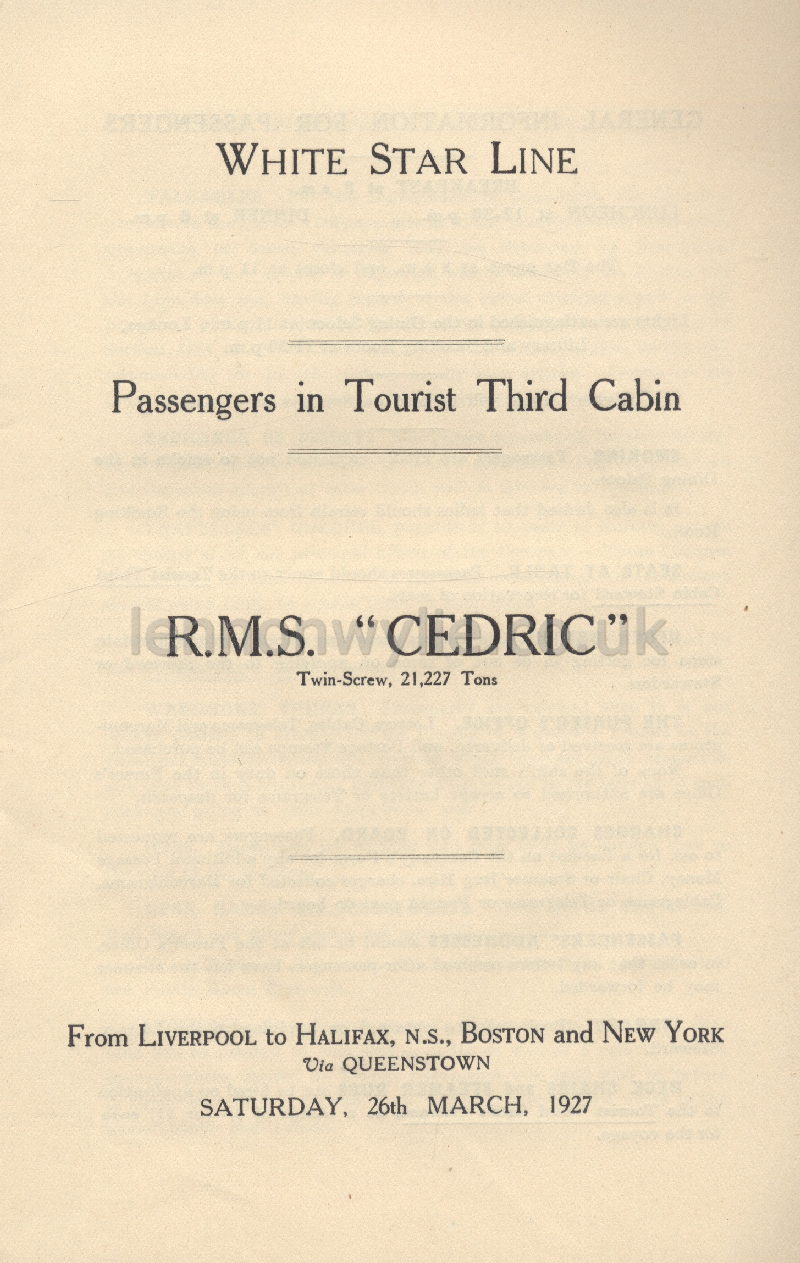 WHITE STAR LINE
Passengers in Tourist Third Cabin
R.M.S. "CEDRIC"
Twin-Screw, 21,227 Tons
From LIVERPOOL to HALIFAX, N.S., BOSTON and NEW YORK
Via QUEENSTOWN
SATURDAY, 26th MARCH, 1927